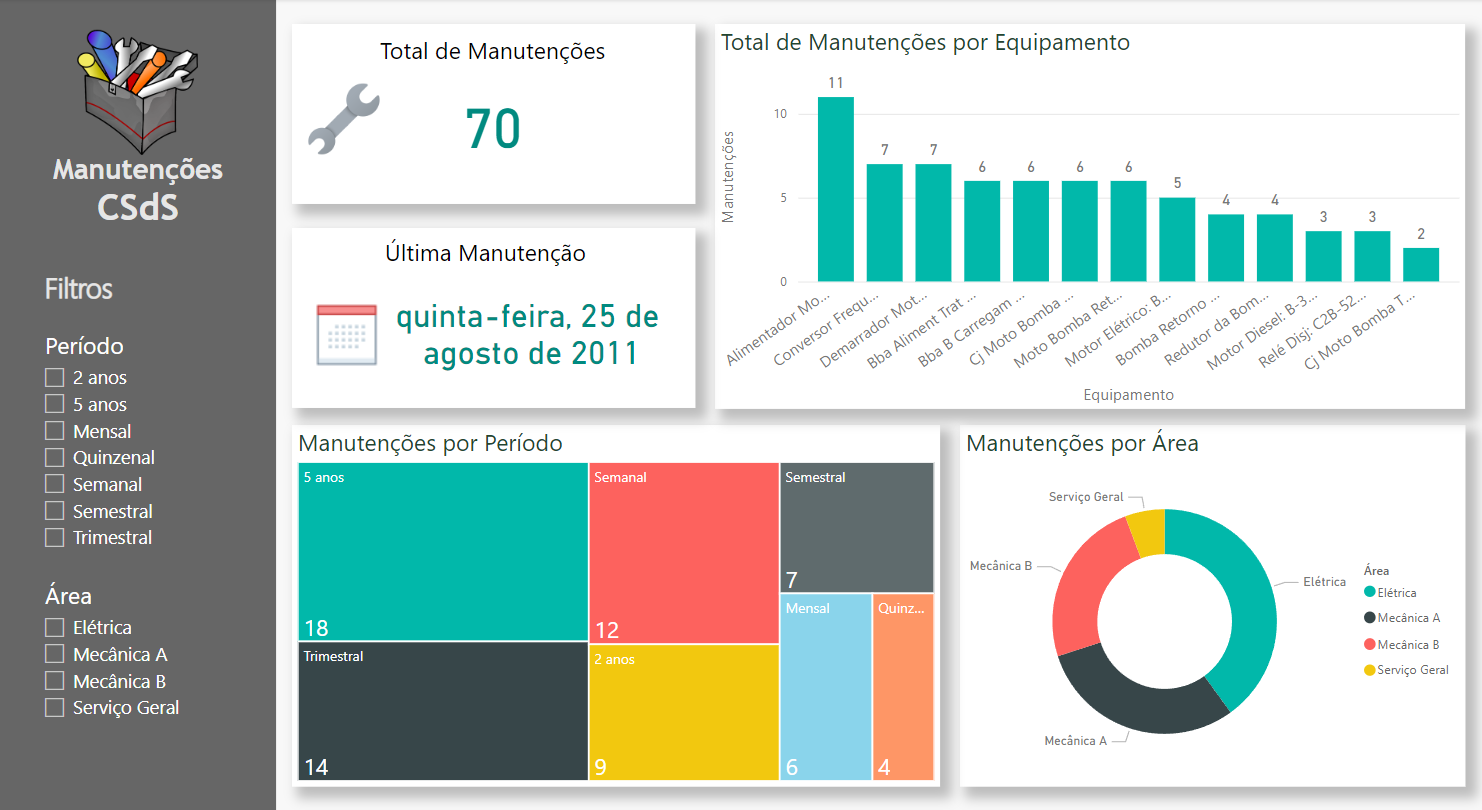 Manutenções
CSdS
Filtros
Período
2 anos
5 anos
Mensal
Quinzenal
Semanal
Semestral
Trimestral
Área
Elétrica
Mecânica A
Mecânica B
Serviço Geral
Total de Manutenções
70
Última Manutenção
quinta-feira, 25 de
agosto de 2011
Total de Manutenções por Equipamento
Manutenções
10
5
0
11
7
7
6
6
6
6
5
4
4
3
3
2
Alimentador Mo...
Conversor Frequ...
Demarrador Mot...
Bba Aliment Trat ...
Bba B Carregam ...
Cj Moto Bomba ...
Moto Bomba Ret...
Motor Elétrico: B...
Bomba Retorno ...
Redutor da Bom...
Motor Diesel: B-3...
Relé Disj: C2B-52...
Cj Moto Bomba T...
Equipamento
Manutenções por Período
5 anos
18
Trimestral
14
Semanal
12
2 anos
9
Semestral
7
Mensal
6
Quinz...
4
Manutenções por Área
Serviço Geral
Mecânica B
Elétrica
Mecânica A
Área
Elétrica
Mecânica A
Mecânica B
Serviço Geral